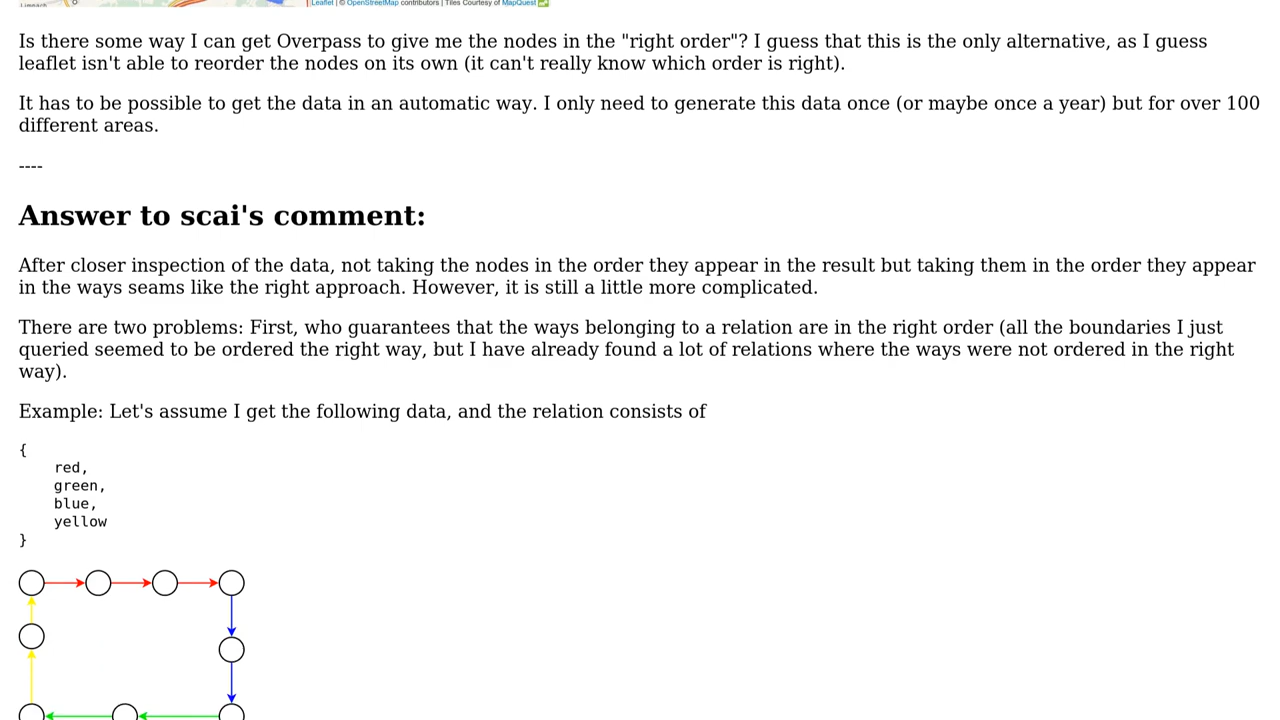 Limpach
Leaflet | © OpenStreetMap contributors | Tiles Courtesy of MapQuest
Is there some way I can get Overpass to give me the nodes in the "right order"? I guess that this is the only alternative, as I guess
leaflet isn't able to reorder the nodes on its own (it can't really know which order is right).
It has to be possible to get the data in an automatic way. I only need to generate this data once (or maybe once a year) but for over 100
different areas.
----
Answer to scai's comment:
After closer inspection of the data, not taking the nodes in the order they appear in the result but taking them in the order they appear
in the ways seams like the right approach. However, it is still a little more complicated.
There are two problems: First, who guarantees that the ways belonging to a relation are in the right order (all the boundaries I just
queried seemed to be ordered the right way, but I have already found a lot of relations where the ways were not ordered in the right
way).
Example: Let's assume I get the following data, and the relation consists of
{
red,
green,
blue,
yellow
}